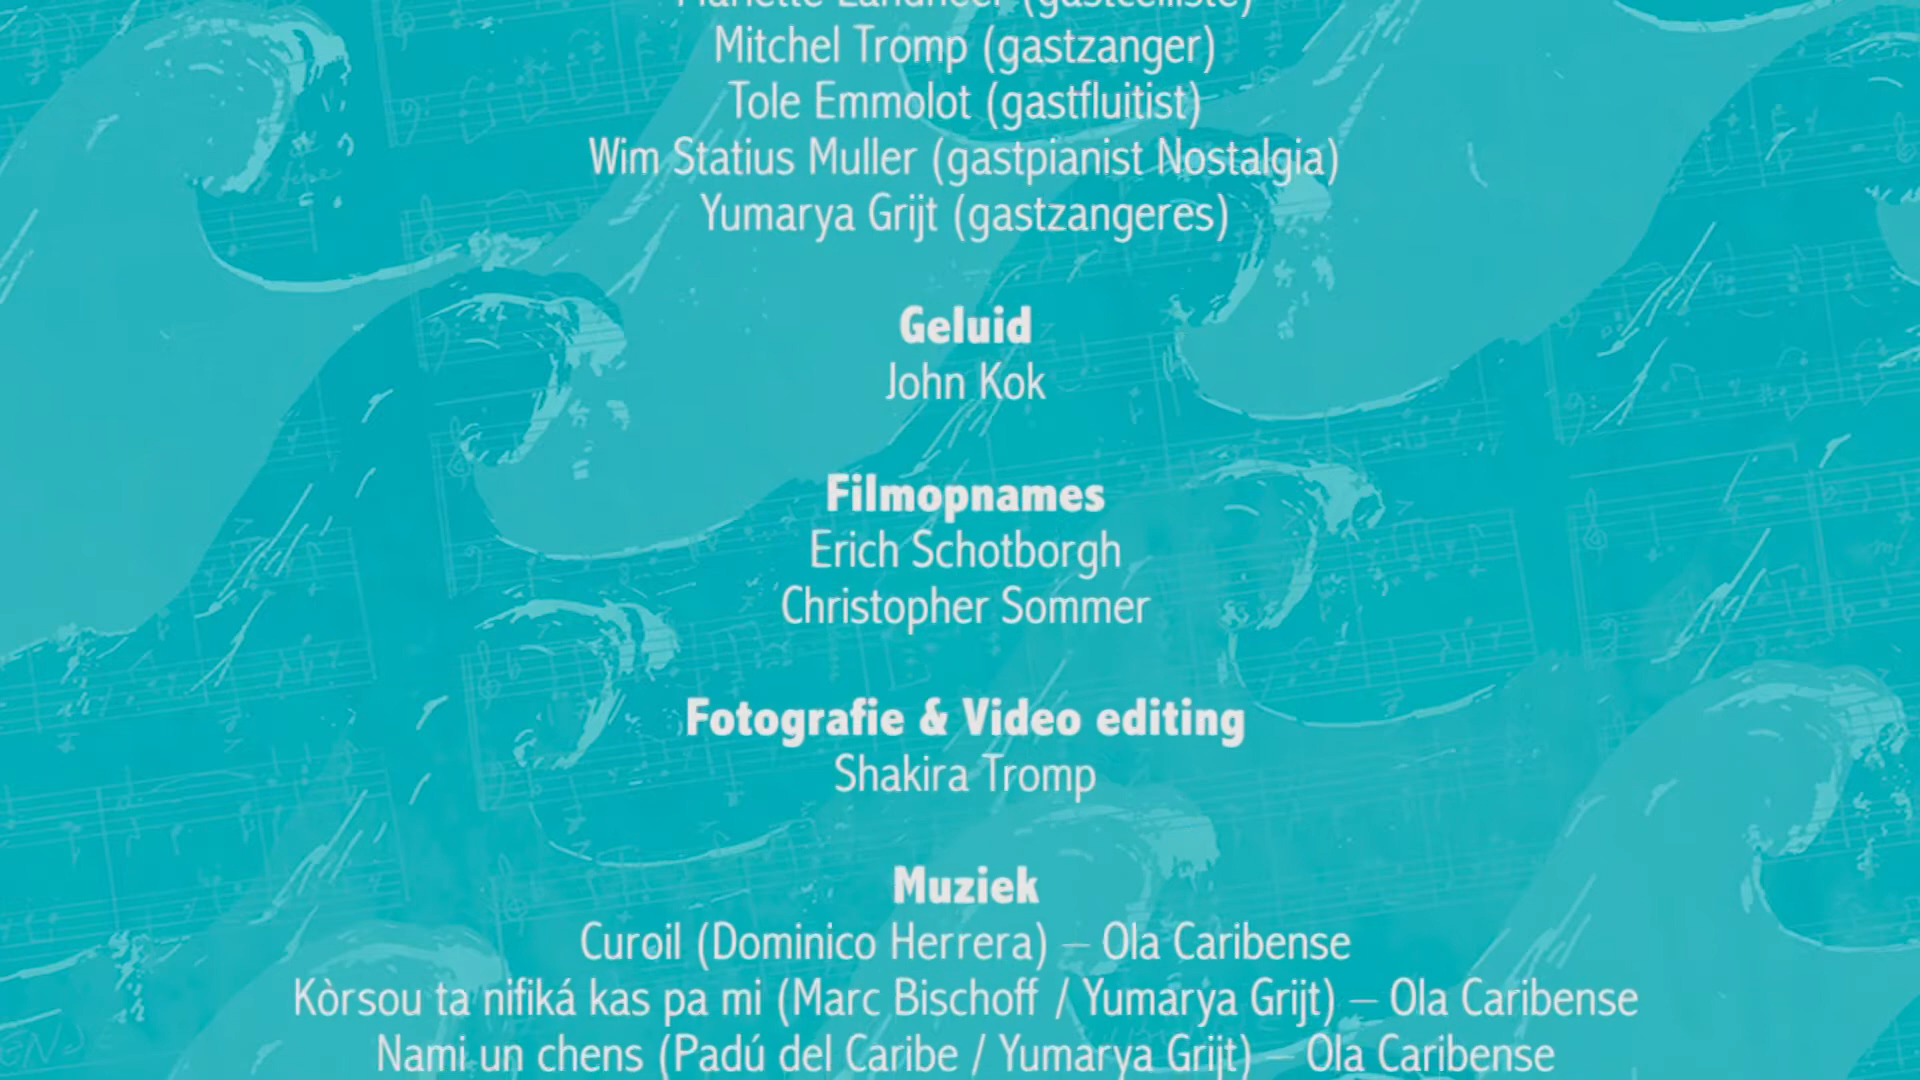 (gastcelliste)
Mitchel Tromp (gastzanger)
Tole Emmolot (gastfluitist)
Wim Statius Muller (gastpianist Nostalgia)
Yumarya Grijt (gastzangeres)
Geluid
John Kok
Filmopnames
Erich Schotborgh
Christopher Sommer
Fotografie & Video editing
Shakira Tromp
Muziek
Curoil (Dominico Herrera) – Ola Caribense
Kòrsou ta nifiká kas pa mi (Marc Bischoff / Yumarya Grijt) – Ola Caribense
Nami un chens (Padú del Caribe / Yumarya Grijt) – Ola Caribense